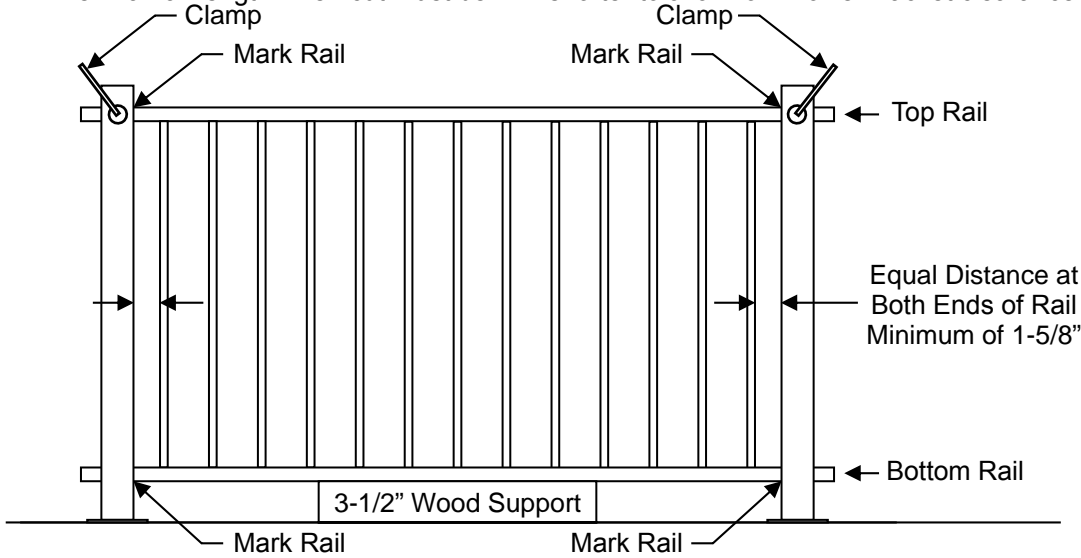 Clamp
Clamp
Mark Rail
Mark Rail
Top Rail
Equal Distance at
Both Ends of Rail
Minimum of 1-5/8”
Bottom Rail
3-1/2” Wood Support
Mark Rail
Mark Rail